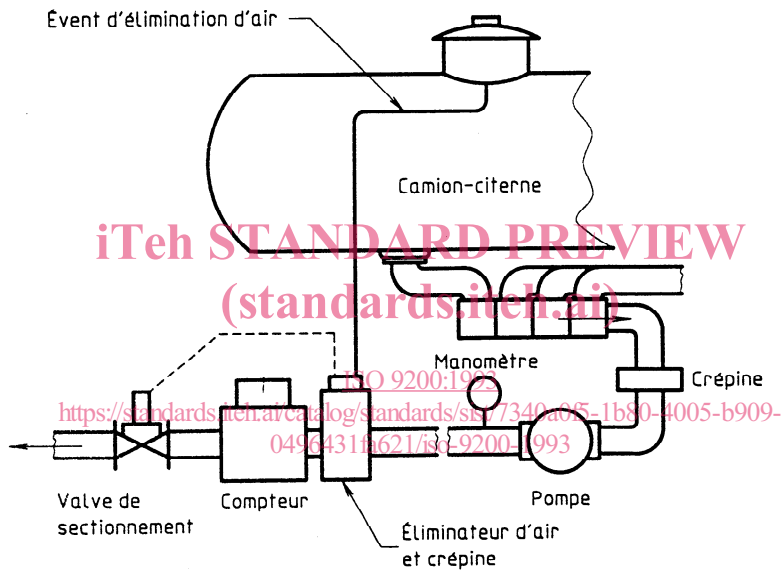 Évent d'élimination d'air
Camion-citerne
iTeh STANDARD PREVIEW
(standards.iteh.ai)
Manomètre
Crépine
ISO 9200:1993
https://standards.iteh.ai/catalog/standards/sist/7340a0f5-1b80-4005-b909-
0496431fa621/iso-9200-1993
Valve de
sectionnement
Compteur
Pompe
Éliminateur d'air
et crépine